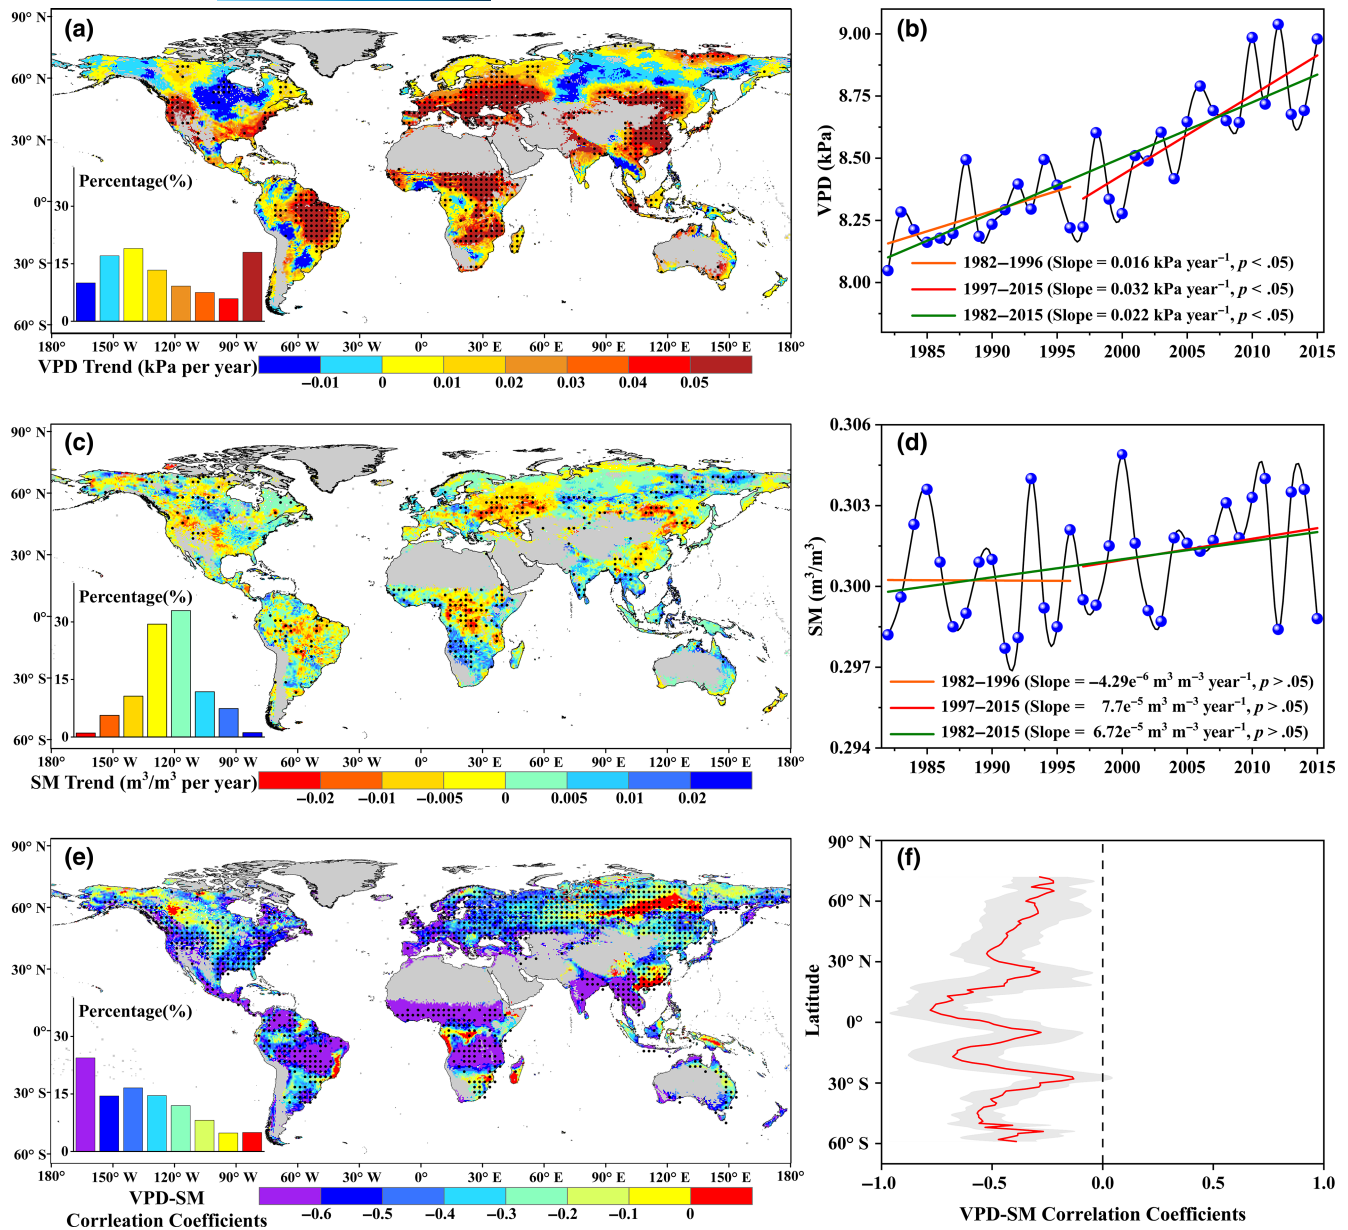 (a)
90° N
60° N
30° N
0°
30° S
60° S
Percentage(%)
30
15
0
180° 150° W 120° W 90° W 60° W 30° W 0° 30° E 60° E 90° E 120° E 150° E 180°
VPD Trend (kPa per year)
−0.01 0 0.01 0.02 0.03 0.04 0.05
(b)
VPD (kPa)
9.00
8.75
8.50
8.25
8.00
1982−1996 (Slope = 0.016 kPa year⁻¹, p < .05)
1997−2015 (Slope = 0.032 kPa year⁻¹, p < .05)
1982−2015 (Slope = 0.022 kPa year⁻¹, p < .05)
1985 1990 1995 2000 2005 2010 2015
(c)
90° N
60° N
30° N
0°
30° S
60° S
Percentage(%)
30
15
0
180° 150° W 120° W 90° W 60° W 30° W 0° 30° E 60° E 90° E 120° E 150° E 180°
SM Trend (m³/m³ per year)
−0.02 −0.01 −0.005 0 0.005 0.01 0.02
(d)
SM (m³/m³)
0.306
0.303
0.300
0.297
0.294
1982−1996 (Slope = −4.29e⁻⁶ m³ m⁻³ year⁻¹, p > .05)
1997−2015 (Slope = 7.7e⁻⁵ m³ m⁻³ year⁻¹, p > .05)
1982−2015 (Slope = 6.72e⁻⁵ m³ m⁻³ year⁻¹, p > .05)
1985 1990 1995 2000 2005 2010 2015
(e)
90° N
60° N
30° N
0°
30° S
60° S
Percentage(%)
30
15
0
180° 150° W 120° W 90° W 60° W 30° W 0° 30° E 60° E 90° E 120° E 150° E 180°
VPD-SM
Corrleation Coefficients
−0.6 −0.5 −0.4 −0.3 −0.2 −0.1 0
(f)
Latitude
90° N
60° N
30° N
0°
30° S
60° S
−1.0 −0.5 0.0 0.5 1.0
VPD-SM Correlation Coefficients